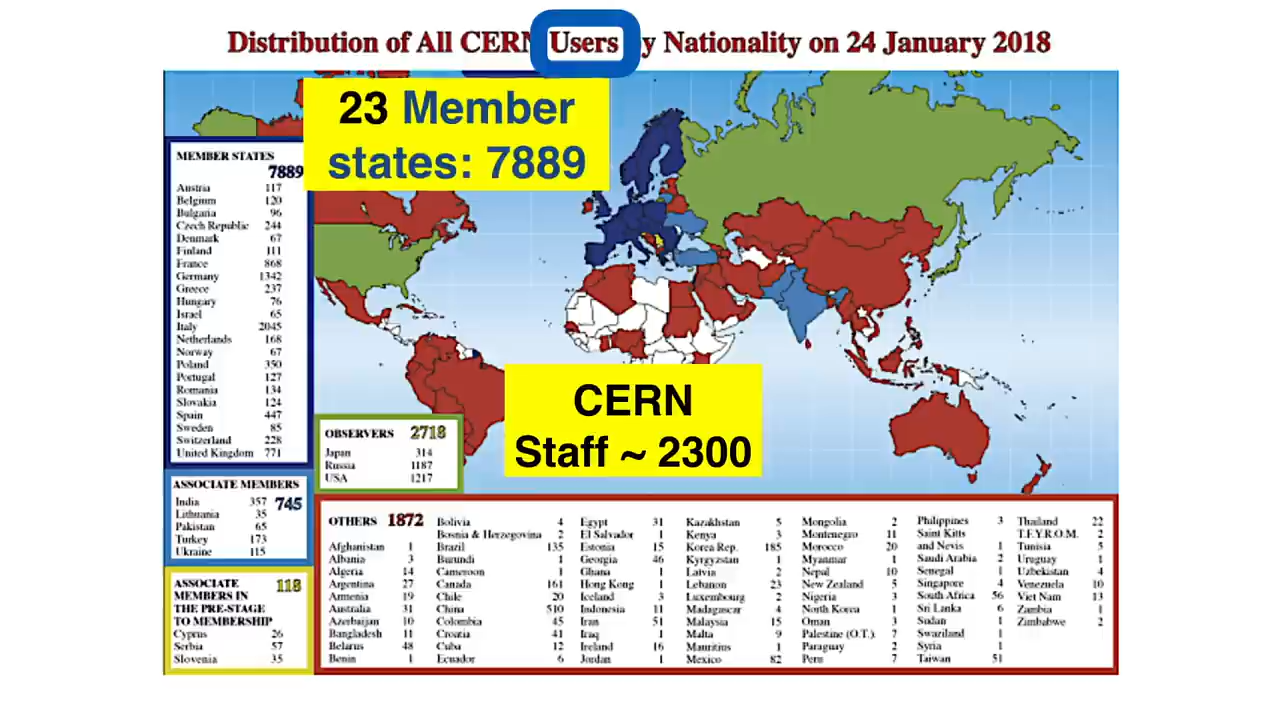 Distribution of All CERN Users y Nationality on 24 January 2018
23 Member
states: 7889
MEMBER STATES
7889
Austria 117
Belgium 120
Bulgaria 96
Czech Republic 244
Denmark 67
Finland 111
France 868
Germany 1342
Greece 237
Hungary 76
Israel 65
Italy 2045
Netherlands 168
Norway 67
Poland 350
Portugal 127
Romania 134
Slovakia 124
Spain 447
Sweden 85
Switzerland 228
United Kingdom 771
ASSOCIATE MEMBERS
745
India 357
Lithuania 35
Pakistan 65
Turkey 173
Ukraine 115
ASSOCIATE 118
MEMBERS IN
THE PRE-STAGE
TO MEMBERSHIP
Cyprus 26
Serbia 57
Slovenia 35
OBSERVERS 2718
Japan 314
Russia 1187
USA 1217
CERN
Staff ~ 2300
OTHERS 1872
Afghanistan 1
Albania 3
Algeria 14
Argentina 27
Armenia 19
Australia 31
Azerbaijan 10
Bangladesh 11
Belarus 48
Benin 1
Bolivia 4
Bosnia & Herzegovina 2
Brazil 135
Burundi 1
Cameroon 1
Canada 161
Chile 20
China 510
Colombia 45
Croatia 41
Cuba 12
Ecuador 6
Egypt 31
El Salvador 1
Estonia 15
Georgia 46
Ghana 1
Hong Kong 1
Iceland 3
Indonesia 11
Iran 51
Iraq 1
Ireland 16
Jordan 1
Kazakhstan 5
Kenya 3
Korea Rep. 185
Kyrgyzstan 1
Latvia 2
Lebanon 23
Luxembourg 2
Madagascar 4
Malaysia 15
Malta 9
Mauritius 1
Mexico 82
Mongolia 2
Montenegro 11
Morocco 20
Myanmar 1
Nepal 10
New Zealand 5
Nigeria 3
North Korea 1
Oman 3
Palestine (O.T.). 7
Paraguay 2
Peru 7
Philippines 3
Saint Kitts
and Nevis 1
Saudi Arabia 2
Senegal 1
Singapore 4
South Africa 56
Sri Lanka 6
Sudan 1
Swaziland 1
Syria 1
Taiwan 51
Thailand 22
T.F.Y.R.O.M. 2
Tunisia 5
Uruguay 1
Uzbekistan 4
Venezuela 10
Viet Nam 13
Zambia 1
Zimbabwe 2